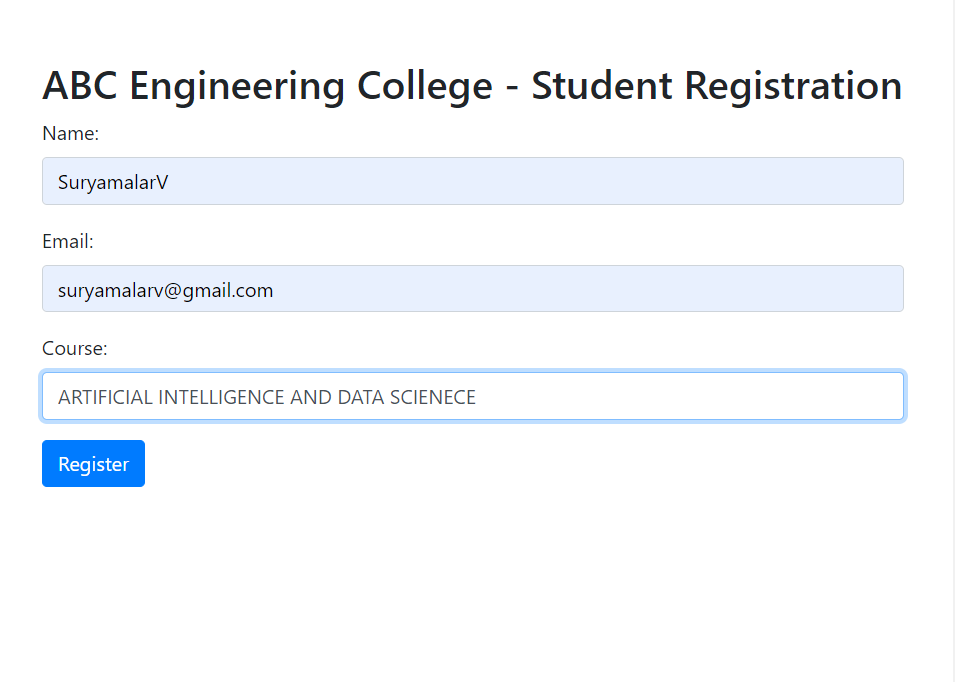 ABC Engineering College - Student Registration
Name:
SuryamalarV
Email:
suryamalarv@gmail.com
Course:
ARTIFICIAL INTELLIGENCE AND DATA SCIENECE
Register